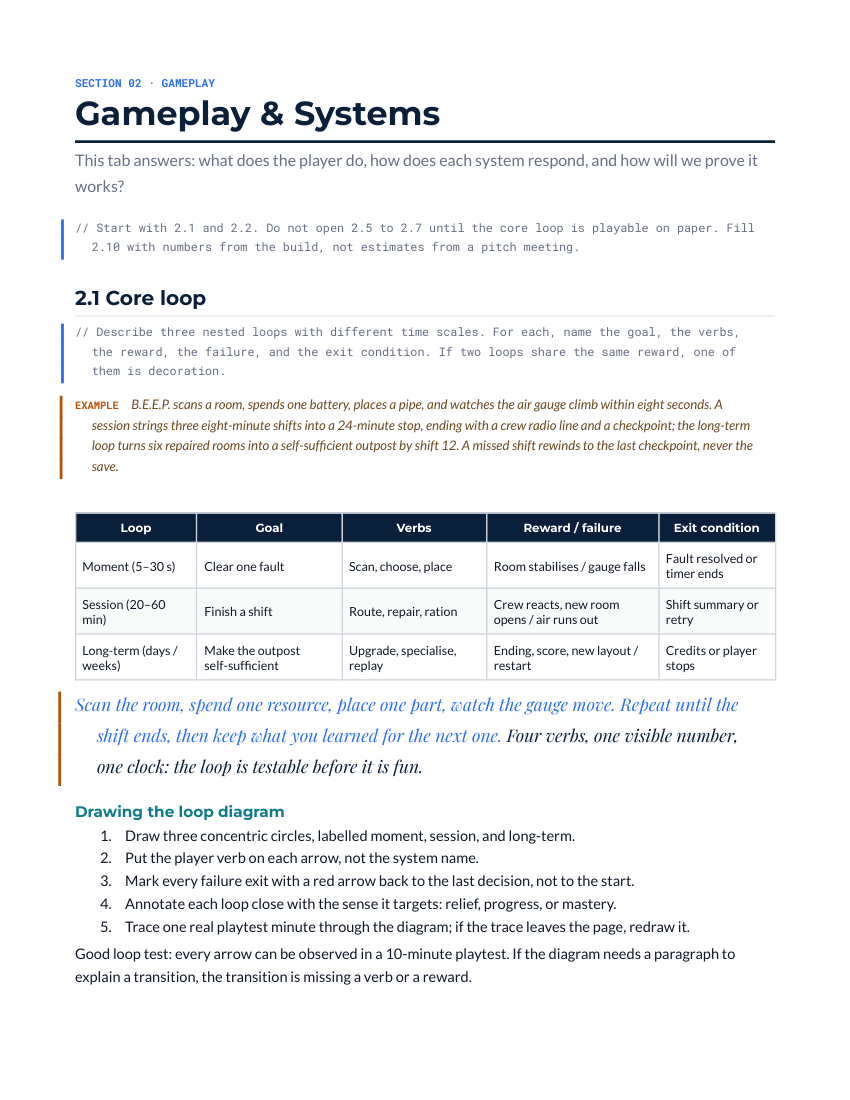 SECTION 02 · GAMEPLAY
Gameplay & Systems
This tab answers: what does the player do, how does each system respond, and how will we prove it
works?
// Start with 2.1 and 2.2. Do not open 2.5 to 2.7 until the core loop is playable on paper. Fill
2.10 with numbers from the build, not estimates from a pitch meeting.
2.1 Core loop
// Describe three nested loops with different time scales. For each, name the goal, the verbs,
the reward, the failure, and the exit condition. If two loops share the same reward, one of
them is decoration.
EXAMPLE B.E.E.P. scans a room, spends one battery, places a pipe, and watches the air gauge climb within eight seconds. A
session strings three eight-minute shifts into a 24-minute stop, ending with a crew radio line and a checkpoint; the long-term
loop turns six repaired rooms into a self-sufficient outpost by shift 12. A missed shift rewinds to the last checkpoint, never the
save.
Loop Goal Verbs Reward / failure Exit condition
Moment (5–30 s) Clear one fault Scan, choose, place Room stabilises / gauge falls Fault resolved or
timer ends
Session (20–60
min) Finish a shift Route, repair, ration Crew reacts, new room
opens / air runs out Shift summary or
retry
Long-term (days /
weeks) Make the outpost
self-sufficient Upgrade, specialise,
replay Ending, score, new layout /
restart Credits or player
stops
Scan the room, spend one resource, place one part, watch the gauge move. Repeat until the
shift ends, then keep what you learned for the next one. Four verbs, one visible number,
one clock: the loop is testable before it is fun.
Drawing the loop diagram
1. Draw three concentric circles, labelled moment, session, and long-term.
2. Put the player verb on each arrow, not the system name.
3. Mark every failure exit with a red arrow back to the last decision, not to the start.
4. Annotate each loop close with the sense it targets: relief, progress, or mastery.
5. Trace one real playtest minute through the diagram; if the trace leaves the page, redraw it.
Good loop test: every arrow can be observed in a 10-minute playtest. If the diagram needs a paragraph to
explain a transition, the transition is missing a verb or a reward.